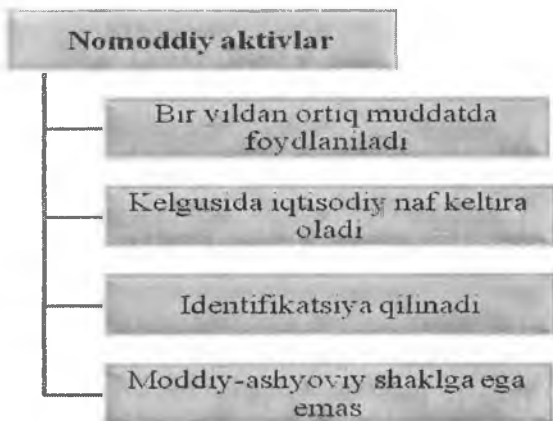 Nomoddiy aktivlar
Bir yildan ortiq muddatda
foydlaniladi
Kelgusida iqtisodiy naf keltira
oladi
Identifikatsiya qilinadi
Moddiy-ashyoviy shaklga ega
emas